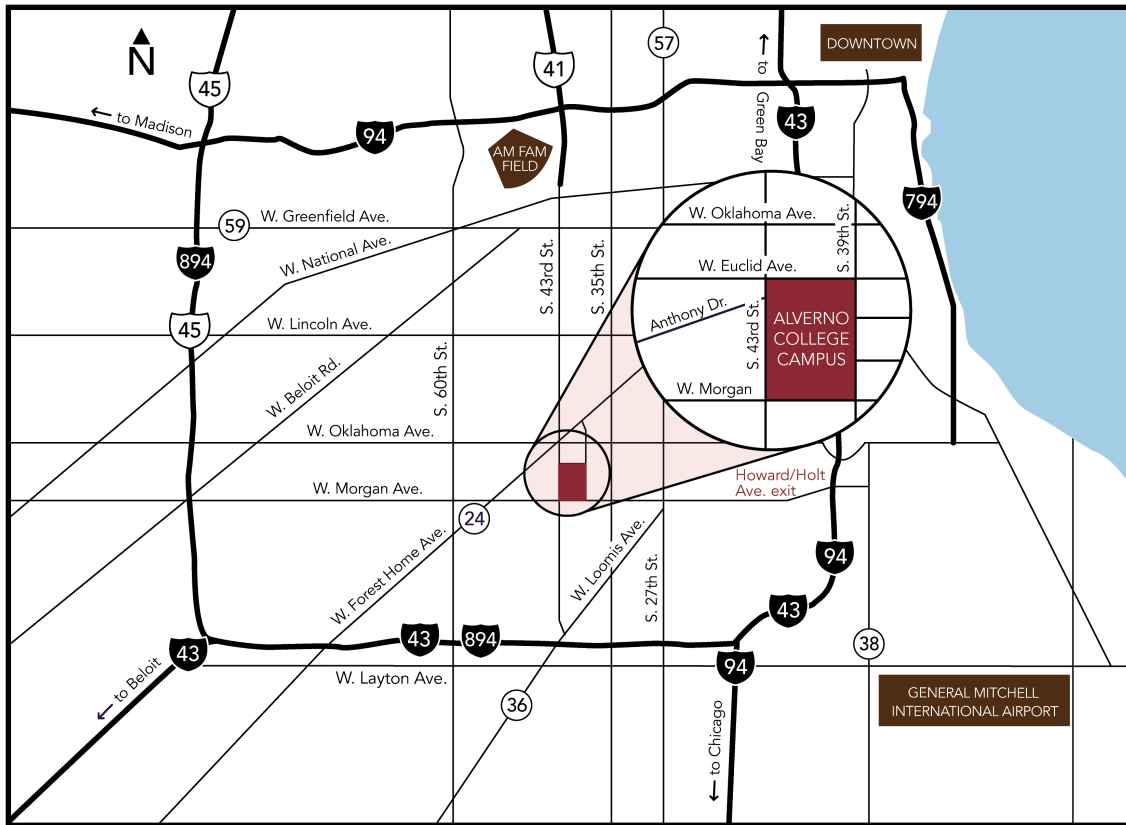 N
45
41
57
DOWNTOWN
← to Madison
94
AM FAM
FIELD
← to Green Bay
43
794
59
W. Greenfield Ave.
W. National Ave.
894
45
W. Lincoln Ave.
W. Beloit Rd.
S. 60th St.
S. 43rd St.
S. 35th St.
W. Oklahoma Ave.
S. 39th St.
W. Euclid Ave.
Anthony Dr.
S. 43rd St.
ALVERNO
COLLEGE
CAMPUS
W. Morgan
W. Oklahoma Ave.
W. Morgan Ave.
Howard/Holt
Ave. exit
24
W. Forest Home Ave.
W. Loomis Ave.
S. 27th St.
94
43
43
43
894
38
94
← to Beloit
W. Layton Ave.
36
← to Chicago
GENERAL MITCHELL
INTERNATIONAL AIRPORT